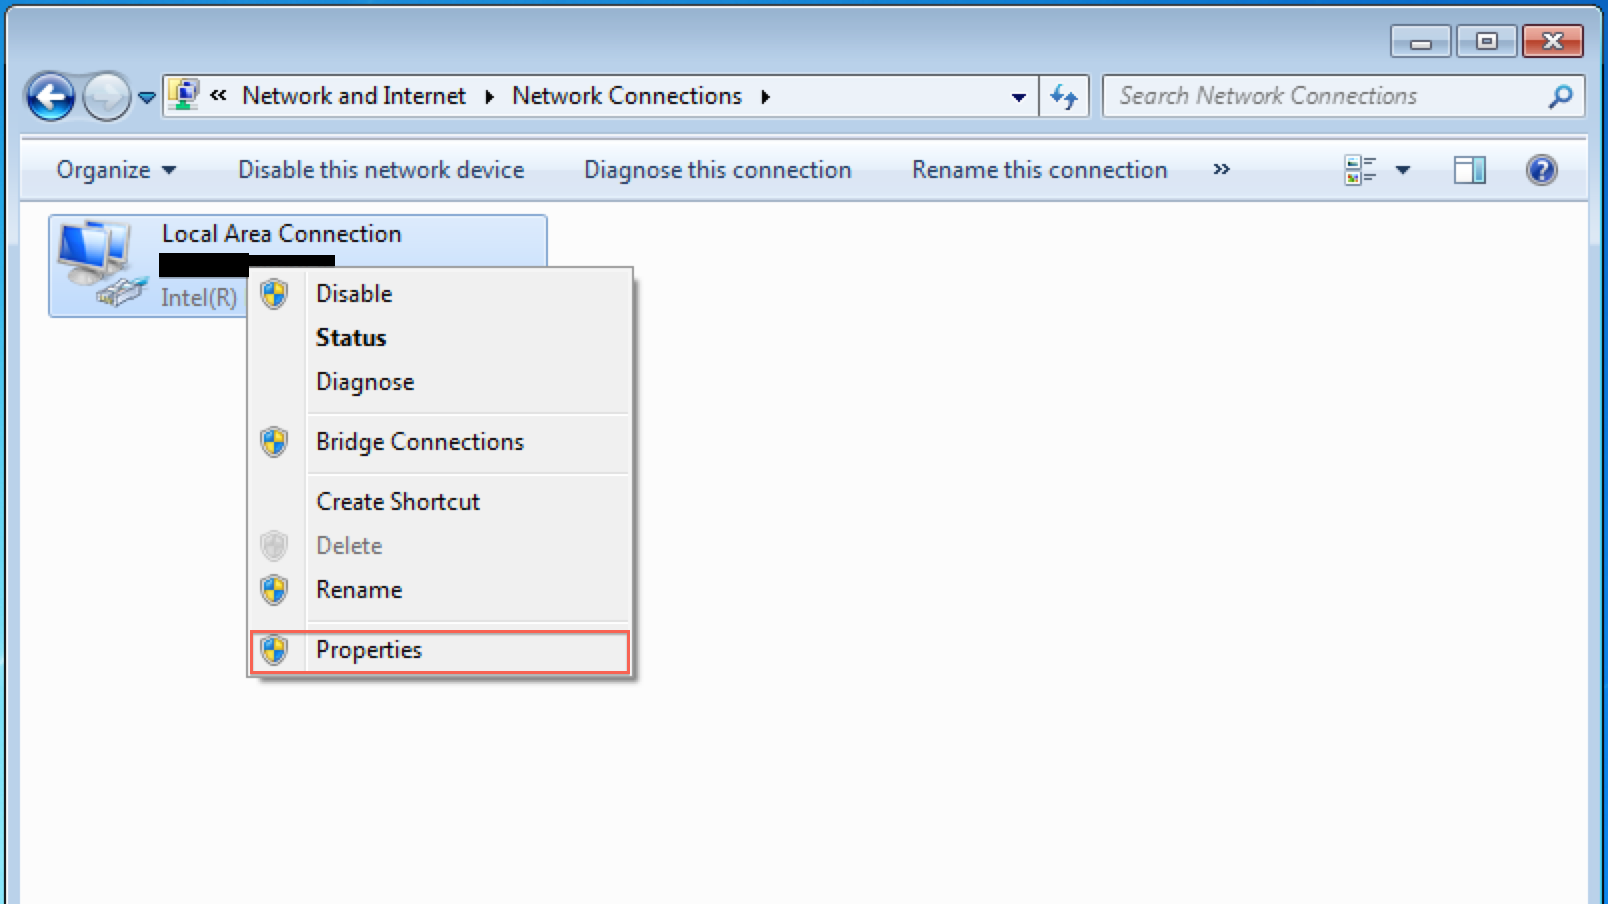 « Network and Internet Network Connections
Search Network Connections
Organize Disable this network device Diagnose this connection Rename this connection »
Local Area Connection
Intel(R)
Disable
Status
Diagnose
Bridge Connections
Create Shortcut
Delete
Rename
Properties